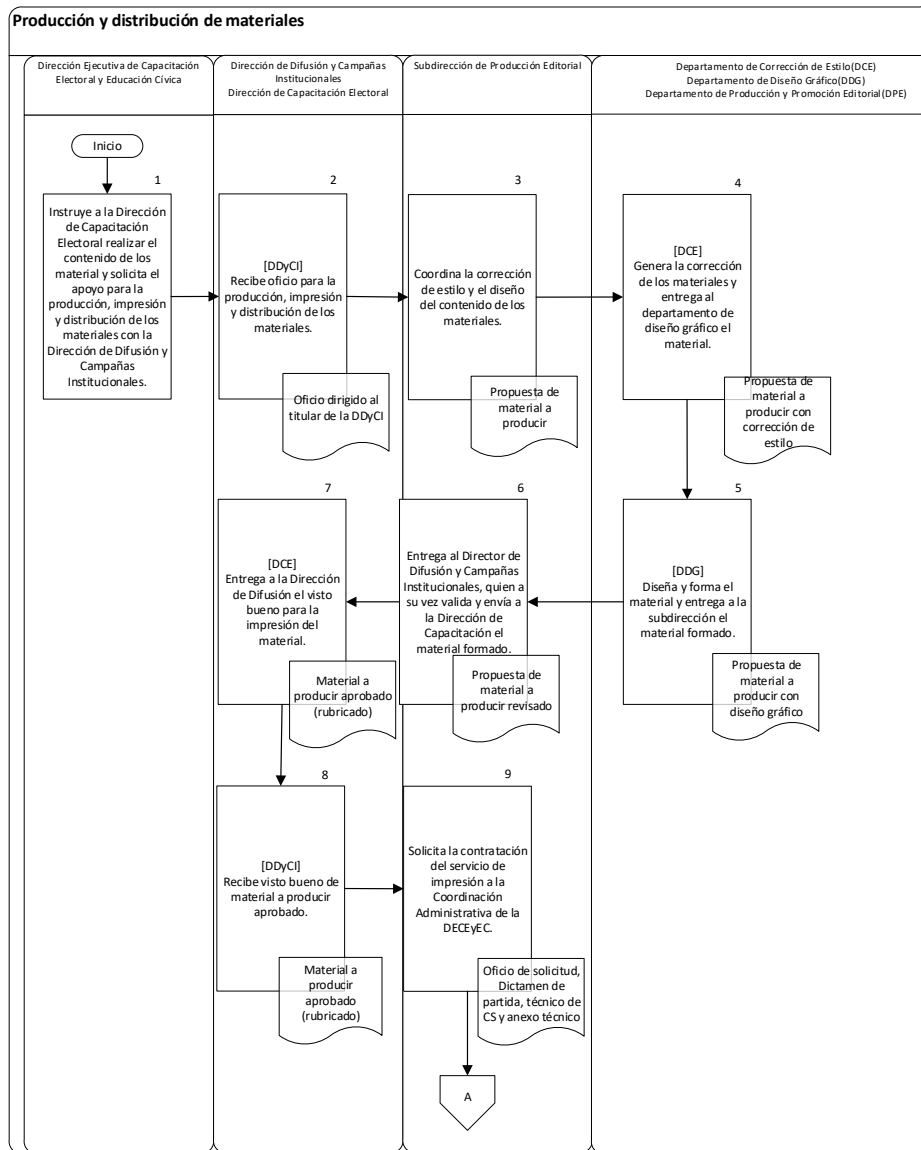 Producción y distribución de materiales
Dirección Ejecutiva de Capacitación
Electoral y Educación Cívica
Dirección de Difusión y Campañas
Institucionales
Dirección de Capacitación Electoral
Subdirección de Producción Editorial
Departamento de Corrección de Estilo(DCE)
Departamento de Diseño Gráfico(DDG)
Departamento de Producción y Promoción Editorial(DPE)
Inicio
1
Instruye a la Dirección
de Capacitación
Electoral realizar el
contenido de los
material y solicita el
apoyo para la
producción, impresión
y distribución de los
materiales con la
Dirección de Difusión y
Campañas
Institucionales.
2
[DDyCI]
Recibe oficio para la
producción, impresión
y distribución de los
materiales.
Oficio dirigido al
titular de la DDyCI
3
Coordina la corrección
de estilo y el diseño
del contenido de los
materiales.
Propuesta de
material a
producir
4
[DCE]
Genera la corrección
de los materiales y
entrega al
departamento de
diseño gráfico el
material.
Propuesta de
material a
producir con
corrección de
estilo
7
[DCE]
Entrega a la Dirección
de Difusión el visto
bueno para la
impresión del
material.
Material a
producir aprobado
(rubricado)
6
Entrega al Director de
Difusión y Campañas
Institucionales, quien a
su vez valida y envía a
la Dirección de
Capacitación el
material formado.
Propuesta de
material a
producir revisado
5
[DDG]
Diseña y forma el
material y entrega a la
subdirección el
material formado.
Propuesta de
material a
producir con
diseño gráfico
8
[DDyCI]
Recibe visto bueno de
material a producir
aprobado.
Material a
producir
aprobado
(rubricado)
9
Solicita la contratación
del servicio de
impresión a la
Coordinación
Administrativa de la
DECEyEC.
Oficio de solicitud,
Dictamen de
partida, técnico de
CS y anexo técnico
A